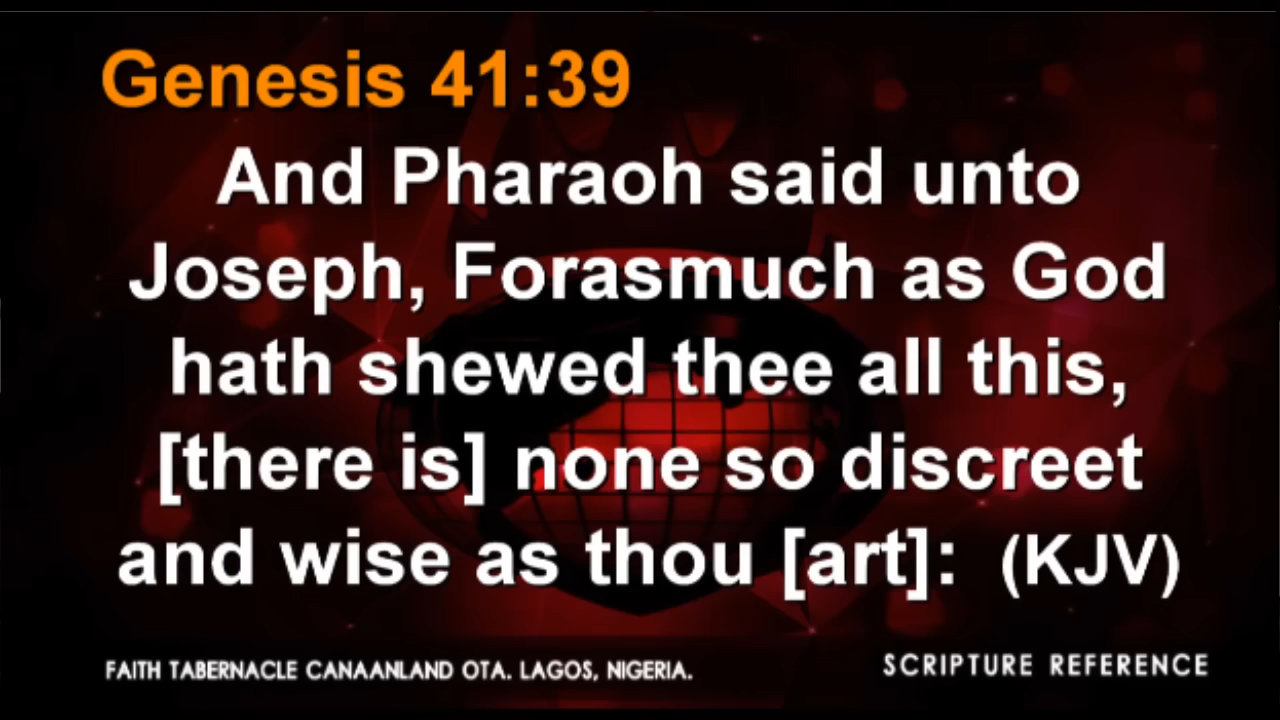 Genesis 41:39
And Pharaoh said unto
Joseph, Forasmuch as God
hath shewed thee all this,
[there is] none so discreet
and wise as thou [art]: (KJV)
FAITH TABERNACLE CANAANLAND OTA. LAGOS, NIGERIA.
SCRIPTURE REFERENCE